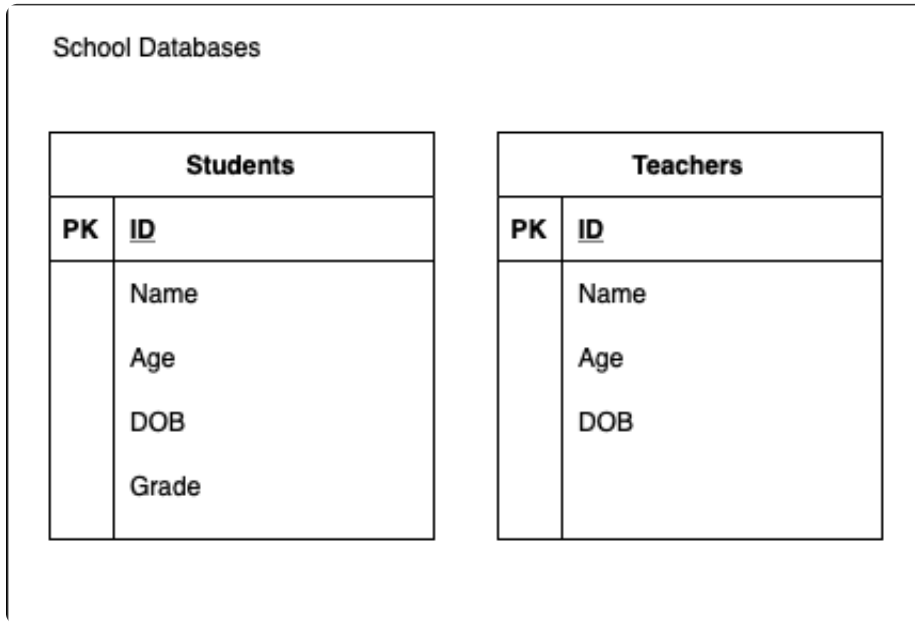 School Databases
Students
PK ID
Name
Age
DOB
Grade
Teachers
PK ID
Name
Age
DOB